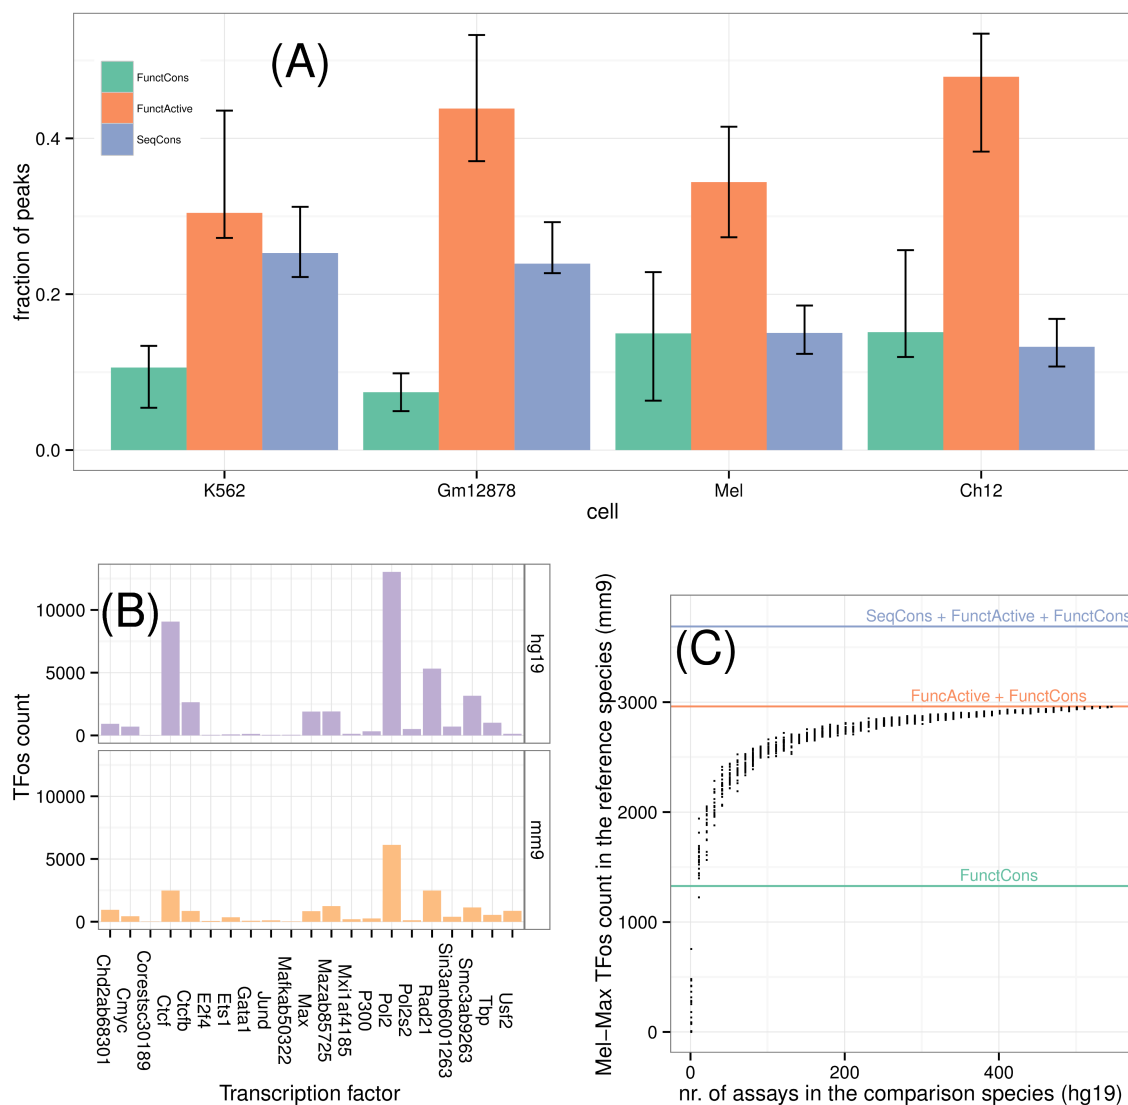 (A)
FunctCons
FunctActive
SeqCons
fraction of peaks
0.4
0.2
0.0
K562
Gm12878
Mel
Ch12
cell
(B)
TFos count
10000
5000
0
hg19
10000
5000
0
mm9
Chd2ab68301
Cmyc
Corestsc30189
Ctcf
Ctcfb
E2f4
Ets1
Gata1
Jund
Mafkab50322
Max
Mazab85725
Mxi1af4185
P300
Pol2
Pol2s2
Rad21
Sin3anb6001263
Smc3ab9263
Tbp
Usf2
Transcription factor
(C)
Mel−Max TFos count in the reference species (mm9)
SeqCons + FunctActive + FunctCons
FuncActive + FunctCons
FunctCons
3000
2000
1000
0
0
200
400
nr. of assays in the comparison species (hg19)